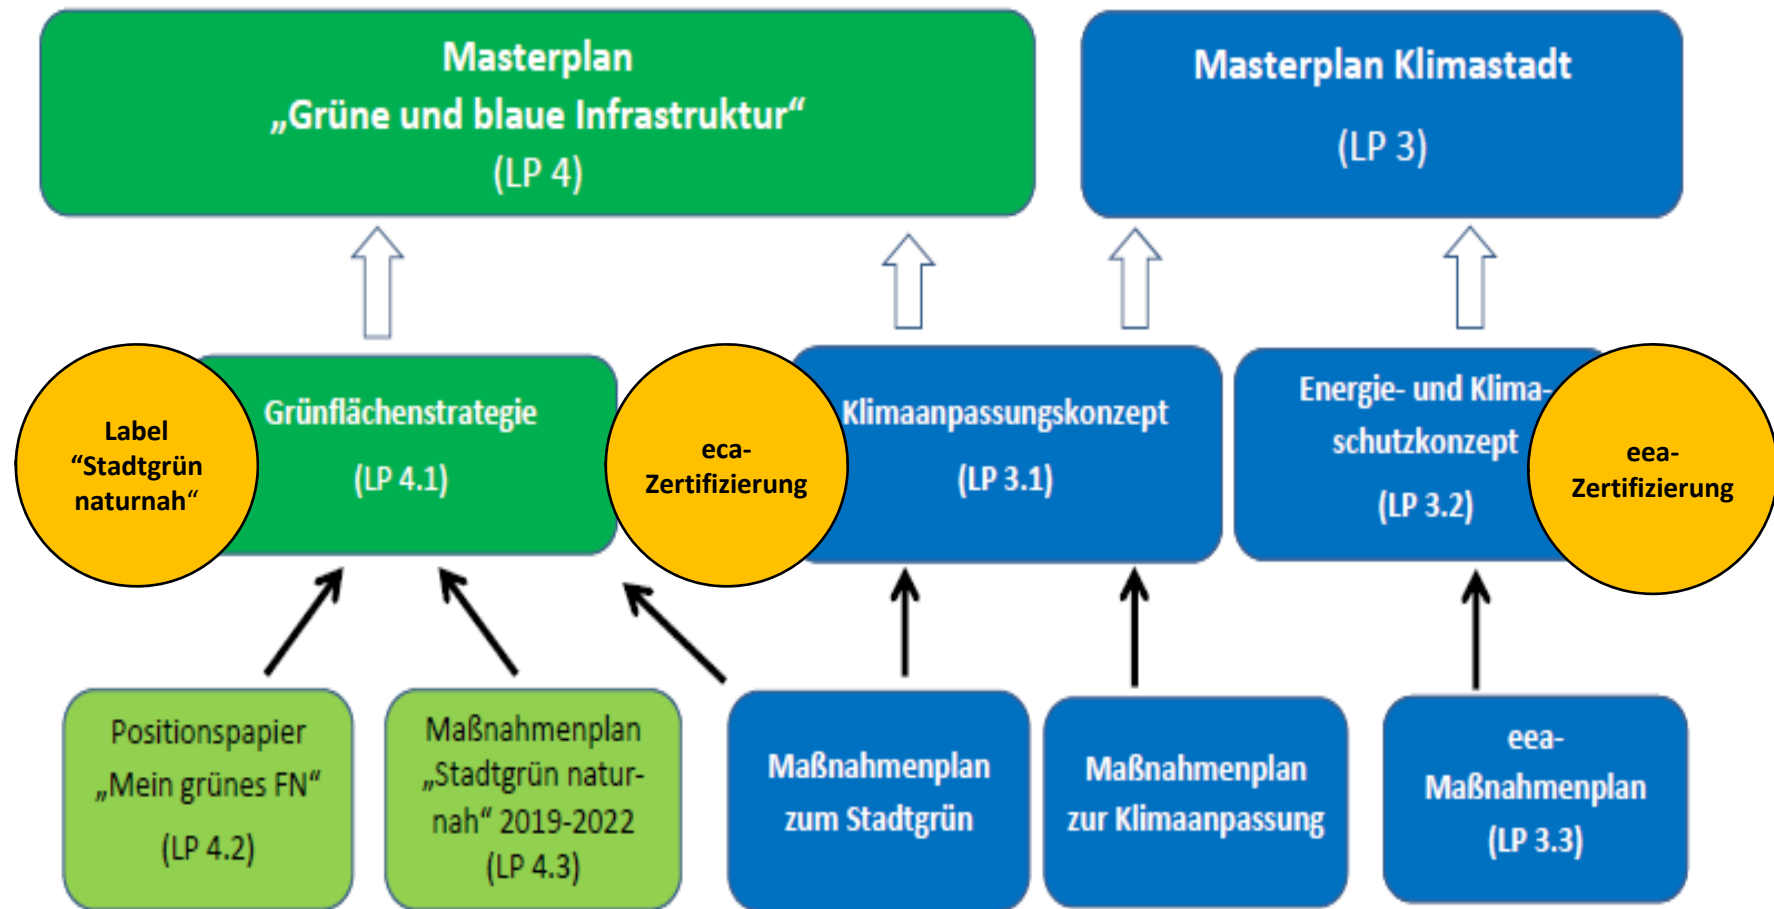 Masterplan
„Grüne und blaue Infrastruktur“
(LP 4)
Masterplan Klimastadt
(LP 3)
Label
“Stadtgrün
naturnah“
Grünflächenstrategie
(LP 4.1)
eca-
Zertifizierung
Klimaanpassungskonzept
(LP 3.1)
Energie- und Klima-
schutzkonzept
(LP 3.2)
eea-
Zertifizierung
Positionspapier
„Mein grünes FN“
(LP 4.2)
Maßnahmenplan
„Stadtgrün natur-
nah“ 2019-2022
(LP 4.3)
Maßnahmenplan
zum Stadtgrün
Maßnahmenplan
zur Klimaanpassung
eea-
Maßnahmenplan
(LP 3.3)